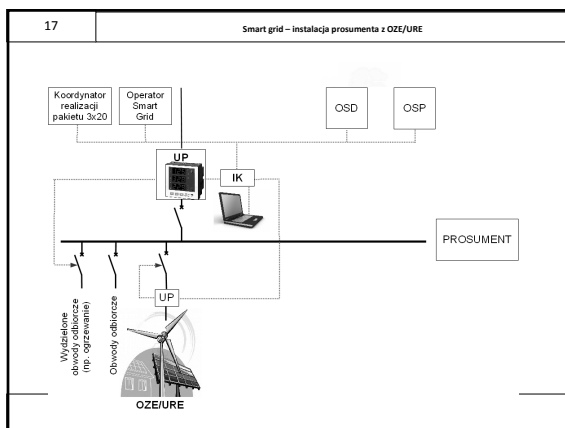 17
Smart grid – instalacja prosumenta z OZE/URE
Koordynator
realizacji
pakietu 3x20
Operator
Smart
Grid
OSD
OSP
UP
IK
PROSUMENT
UP
Wydzielone
obwody odbiorcze
(np. ogrzewanie)
Obwody odbiorcze
OZE/URE